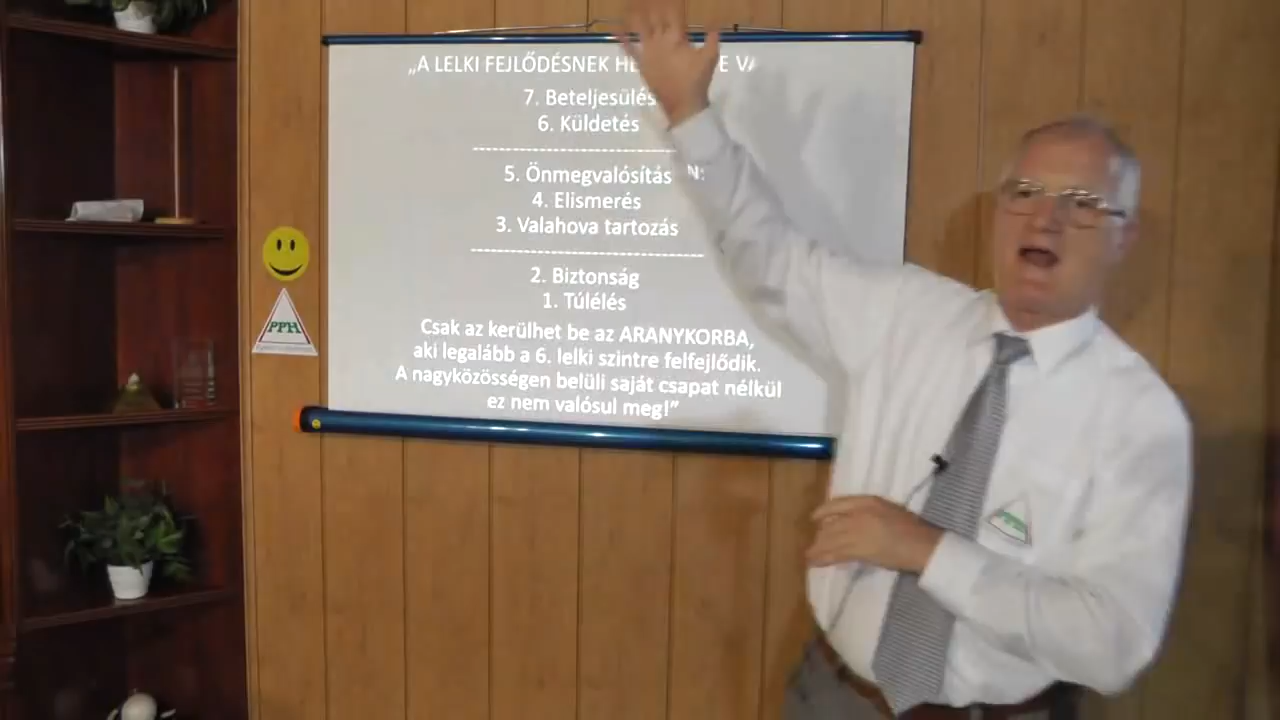 „A LELKI FEJLŐDÉSNEK
7. Beteljesülés
6. Küldetés
5. Önmegvalósítás
4. Elismerés
3. Valahova tartozás
2. Biztonság
1. Túlélés
Csak az kerülhet be az ARANYKORBA,
aki legalább a 6. lelki szintre felfejlődik.
A nagyközösségen belüli saját csapat nélkül
ez nem valósul meg!”
PPH